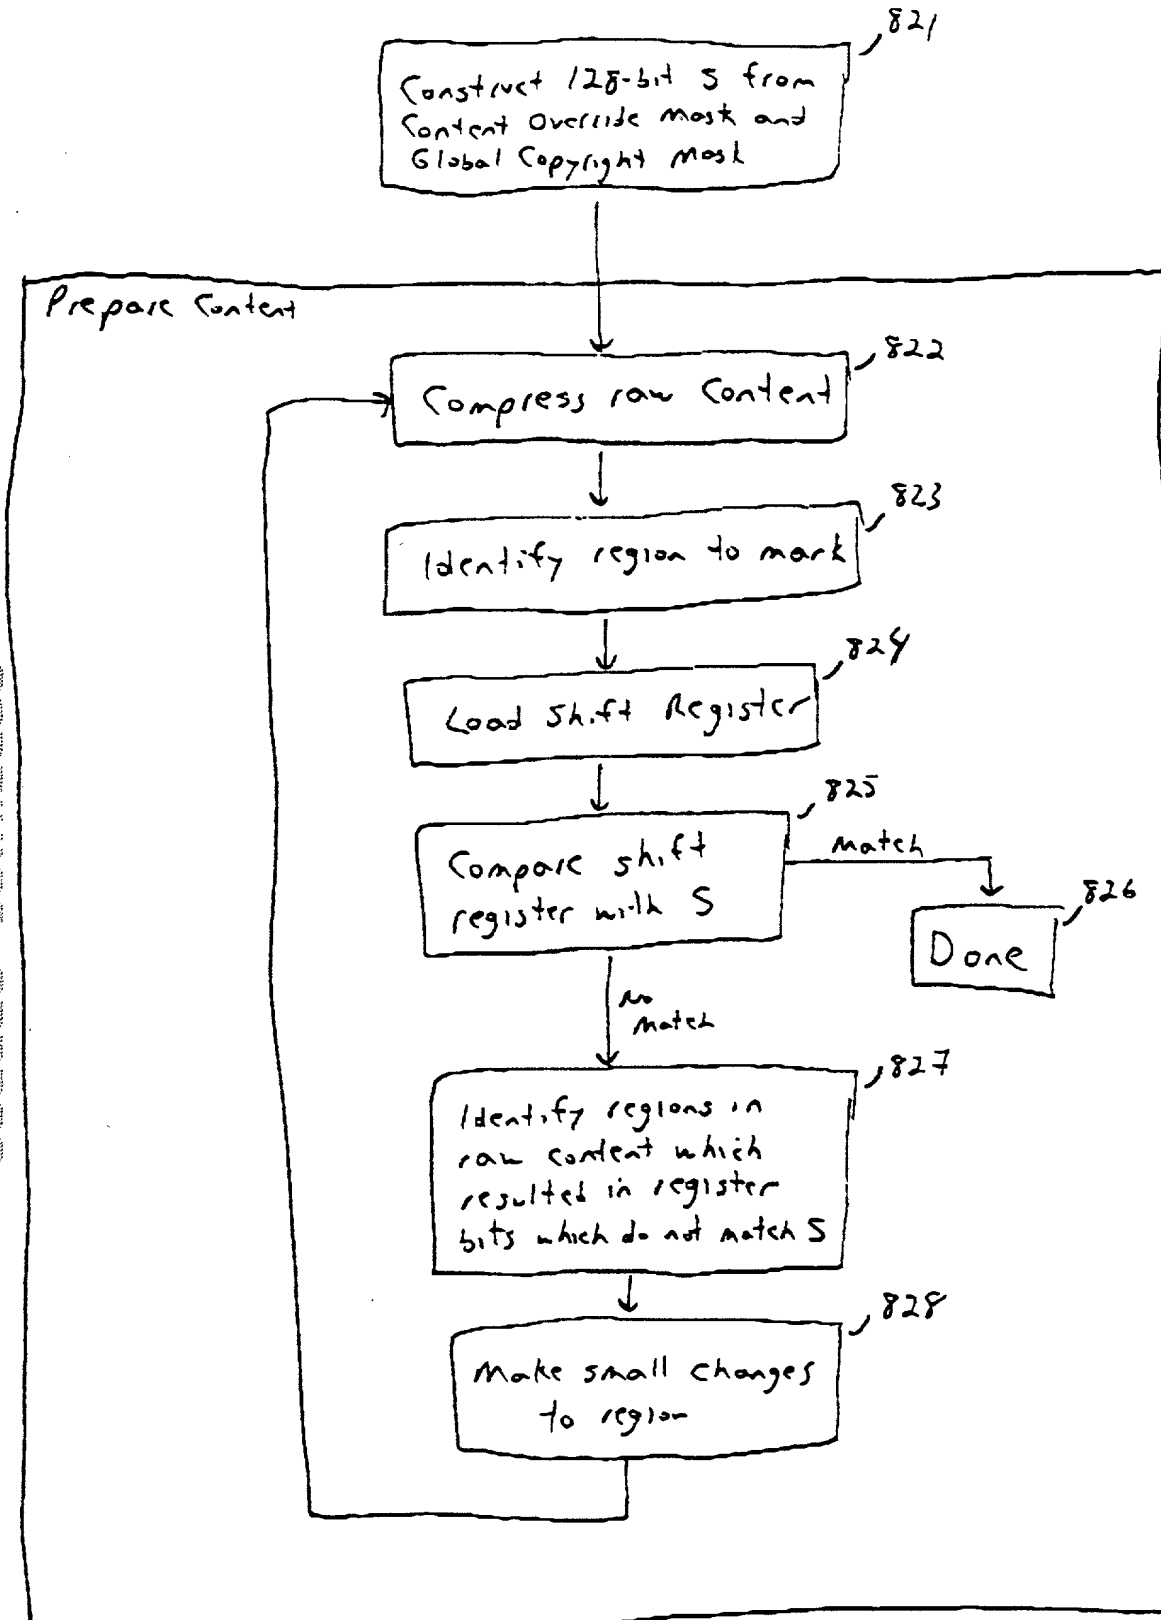 821
Construct 128-bit S from
Content Override Mask and
Global Copyright Mask
Prepare Content
822
Compress raw Content
823
Identify region to mark
824
Load Shift Register
825
Compare shift
register with S
Match
826
Done
No
Match
827
Identify regions in
raw content which
resulted in register
bits which do not match S
828
Make small changes
to region